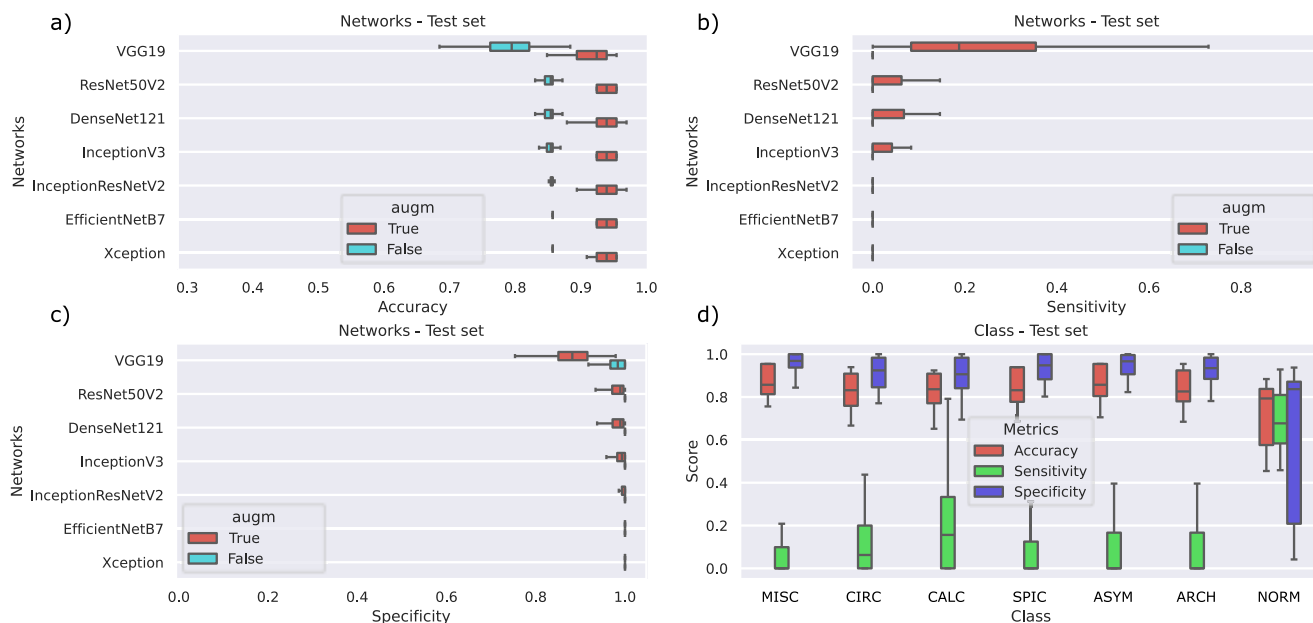 a)
Networks - Test set
Networks
VGG19
ResNet50V2
DenseNet121
InceptionV3
InceptionResNetV2
EfficientNetB7
Xception
augm
True
False
0.3 0.4 0.5 0.6 0.7 0.8 0.9 1.0
Accuracy
b)
Networks - Test set
Networks
VGG19
ResNet50V2
DenseNet121
InceptionV3
InceptionResNetV2
EfficientNetB7
Xception
augm
True
False
0.0 0.2 0.4 0.6 0.8
Sensitivity
c)
Networks - Test set
Networks
VGG19
ResNet50V2
DenseNet121
InceptionV3
InceptionResNetV2
EfficientNetB7
Xception
augm
True
False
0.0 0.2 0.4 0.6 0.8 1.0
Specificity
d)
Class - Test set
Score
1.0
0.8
0.6
0.4
0.2
0.0
Metrics
Accuracy
Sensitivity
Specificity
MISC CIRC CALC SPIC ASYM ARCH NORM
Class